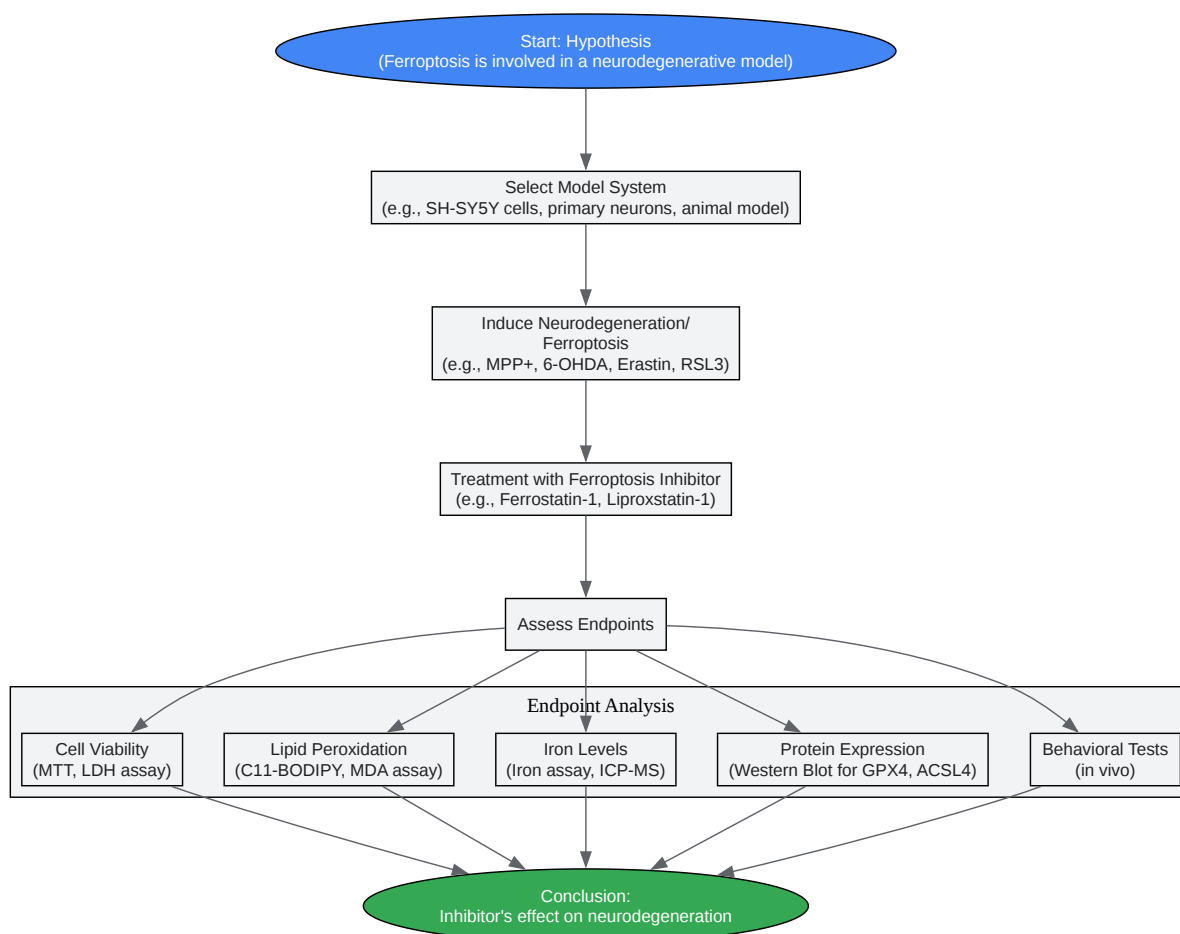 Start: Hypothesis
(Ferroptosis is involved in a neurodegenerative model)
Select Model System
(e.g., SH-SY5Y cells, primary neurons, animal model)
Induce Neurodegeneration/
Ferroptosis
(e.g., MPP+, 6-OHDA, Erastin, RSL3)
Treatment with Ferroptosis Inhibitor
(e.g., Ferrostatin-1, Liproxstatin-1)
Assess Endpoints
Endpoint Analysis
Cell Viability
(MTT, LDH assay)
Lipid Peroxidation
(C11-BODIPY, MDA assay)
Iron Levels
(Iron assay, ICP-MS)
Protein Expression
(Western Blot for GPX4, ACSL4)
Behavioral Tests
(in vivo)
Conclusion:
Inhibitor's effect on neurodegeneration